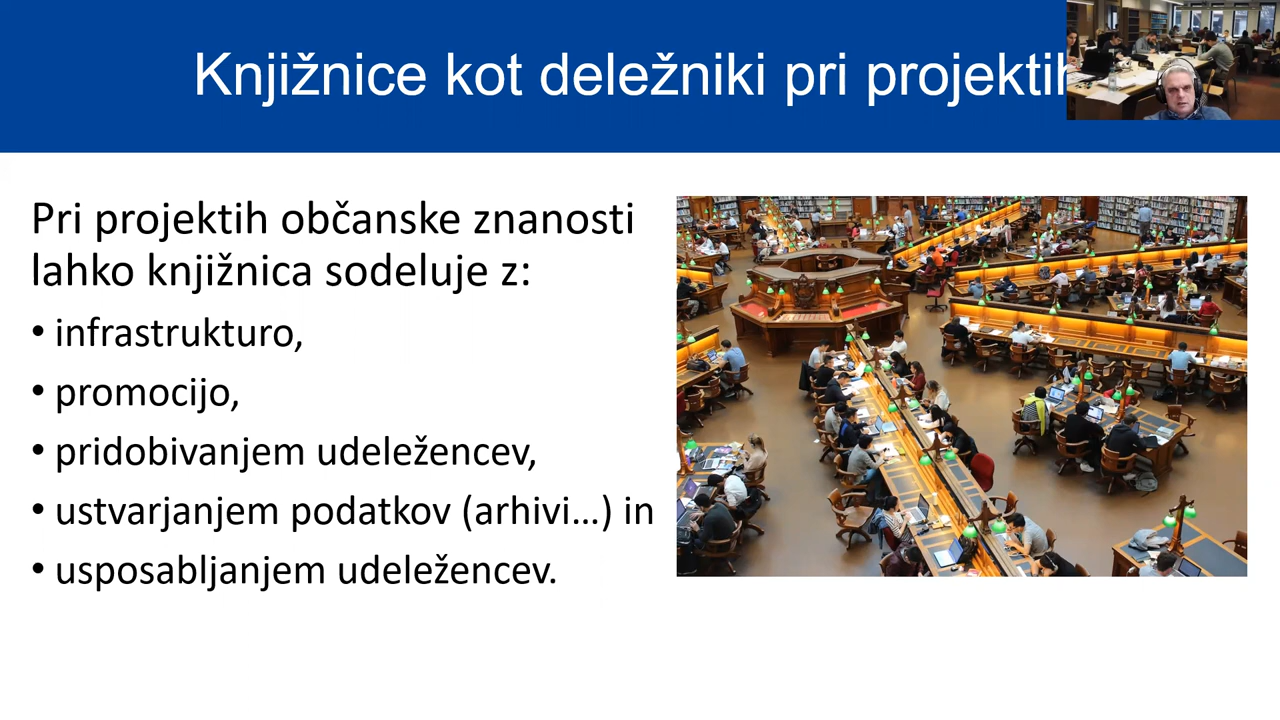 Knjižnice kot deležniki pri projektih
Pri projektih občanske znanosti
lahko knjižnica sodeluje z:
• infrastrukturo,
• promocijo,
• pridobivanjem udeležencev,
• ustvarjanjem podatkov (arhivi…) in
• usposabljanjem udeležencev.